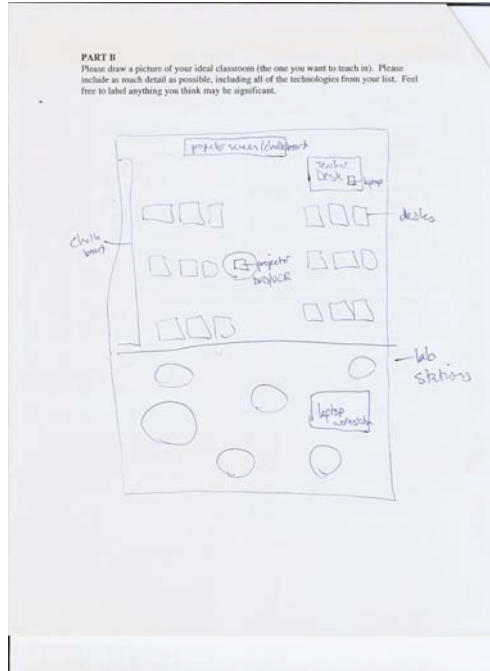 PART B
Please draw a picture of your ideal classroom (the one you want to teach in). Please
include as much detail as possible, including all of the technologies from your list. Feel
free to label anything you think may be significant.
projector screen/chalkboard
Teacher
Desk
laptop
desks
chalk
board
projector
DVD/VCR
lab
stations
laptop
workstation